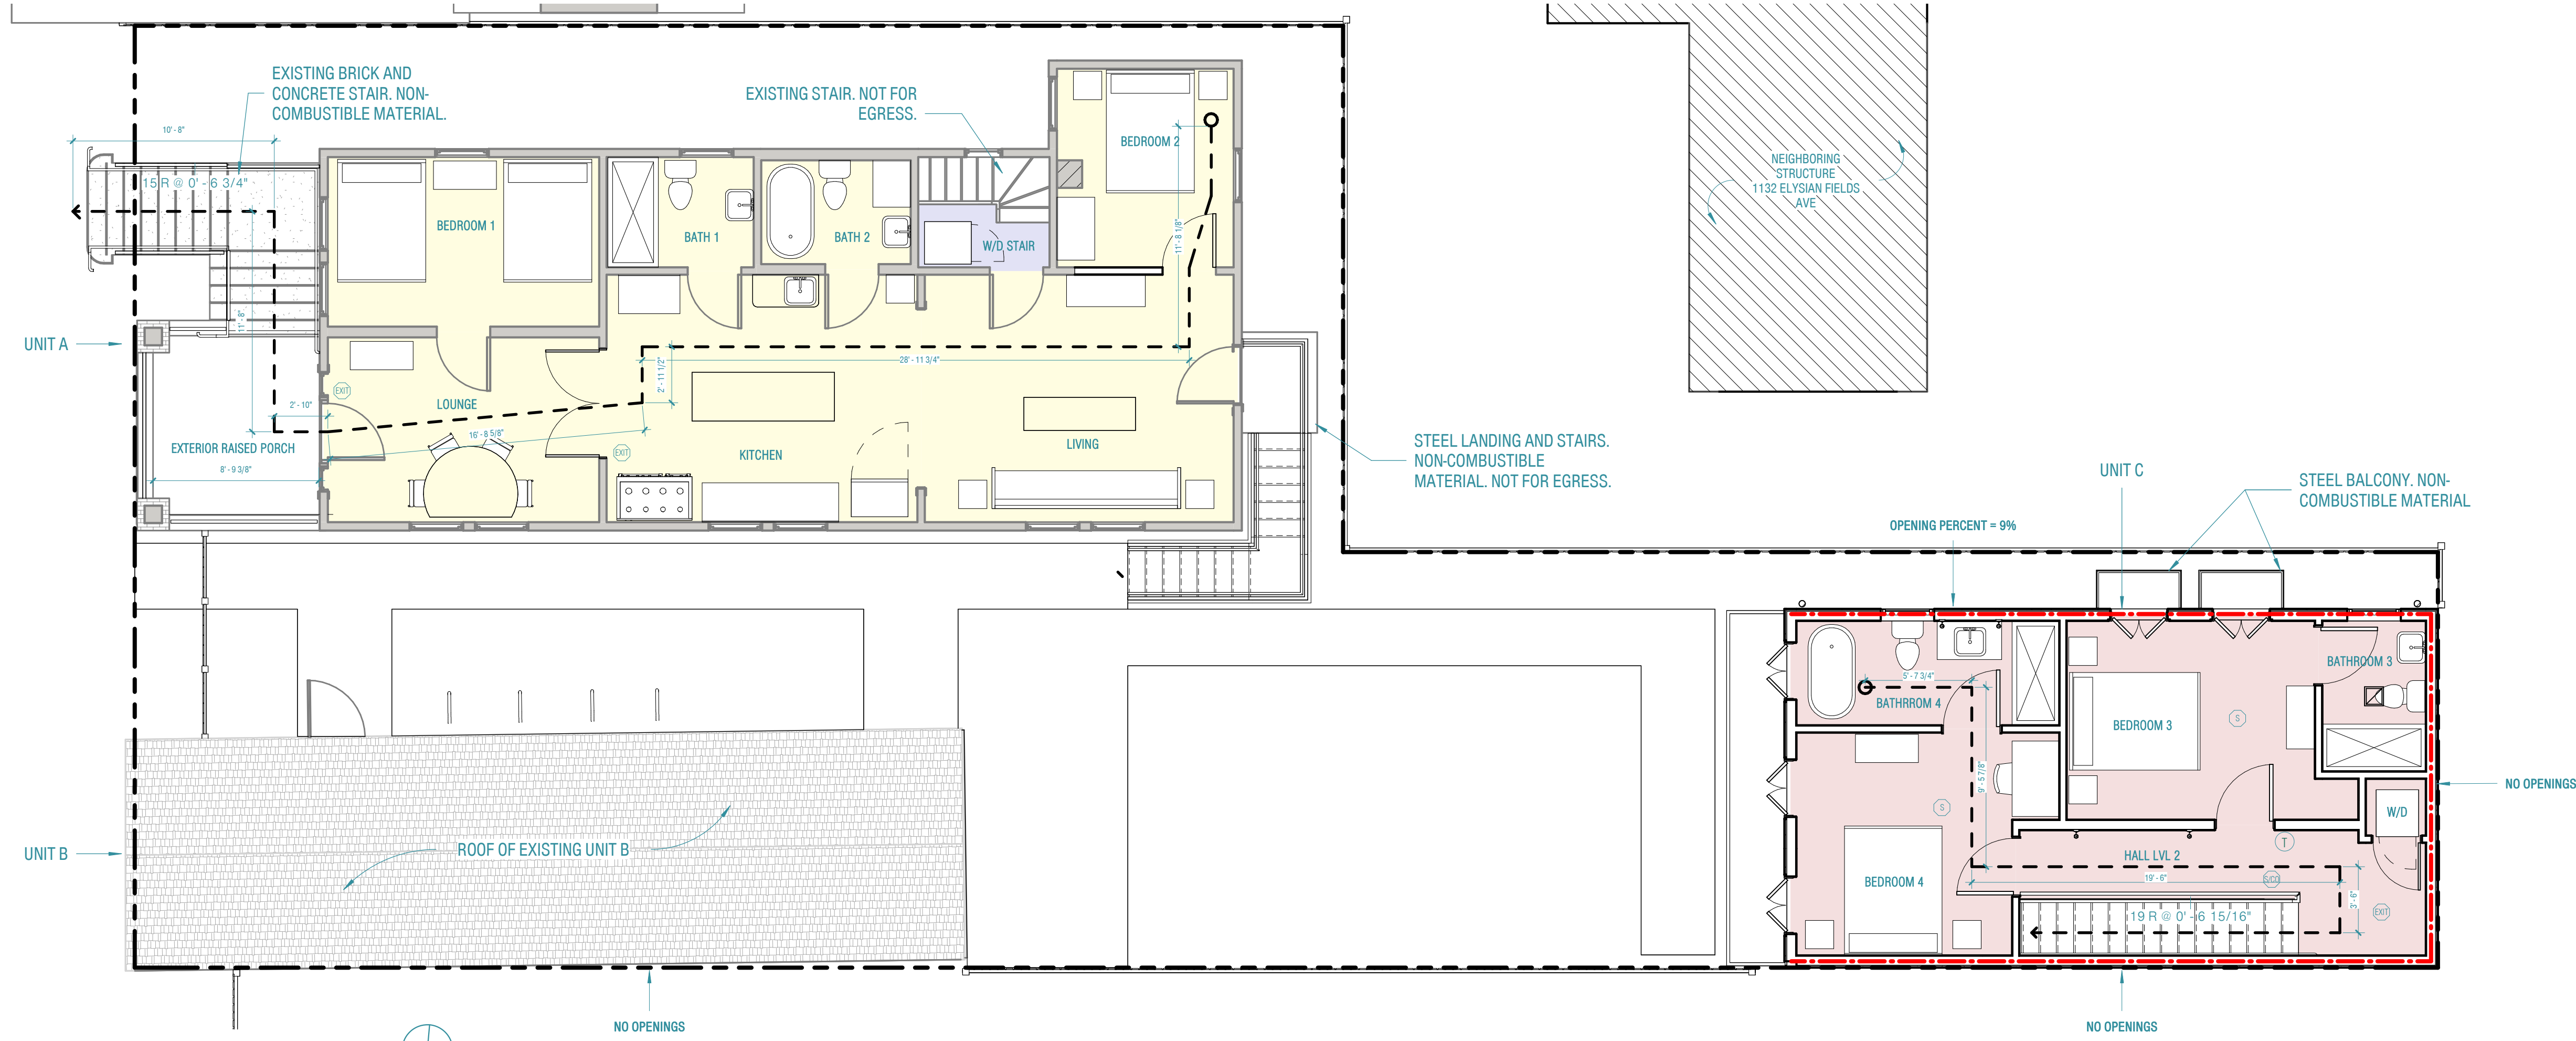 EXISTING BRICK AND
CONCRETE STAIR. NON-
COMBUSTIBLE MATERIAL.
10' - 8"
15 R @ 0' - 6 3/4"
11' - 8"
UNIT A
2' - 10"
EXTERIOR RAISED PORCH
8' - 9 3/8"
BEDROOM 1
EXIT
LOUNGE
16' - 8 5/8"
BATH 1
BATH 2
EXISTING STAIR. NOT FOR
EGRESS.
W/D STAIR
BEDROOM 2
11' - 8 1/8"
2' - 11 1/2"
28' - 11 3/4"
EXIT
KITCHEN
LIVING
STEEL LANDING AND STAIRS.
NON-COMBUSTIBLE
MATERIAL. NOT FOR EGRESS.
NEIGHBORING
STRUCTURE
1132 ELYSIAN FIELDS
AVE
UNIT C
STEEL BALCONY. NON-
COMBUSTIBLE MATERIAL
OPENING PERCENT = 9%
5' - 7 3/4"
BATHRROM 4
9' - 5 7/8"
S
BEDROOM 4
BEDROOM 3
S
BATHROOM 3
W/D
NO OPENINGS
HALL LVL 2
T
19' - 6"
S/CO
3' - 6"
EXIT
19 R @ 0' - 6 15/16"
UNIT B
ROOF OF EXISTING UNIT B
NO OPENINGS
NO OPENINGS